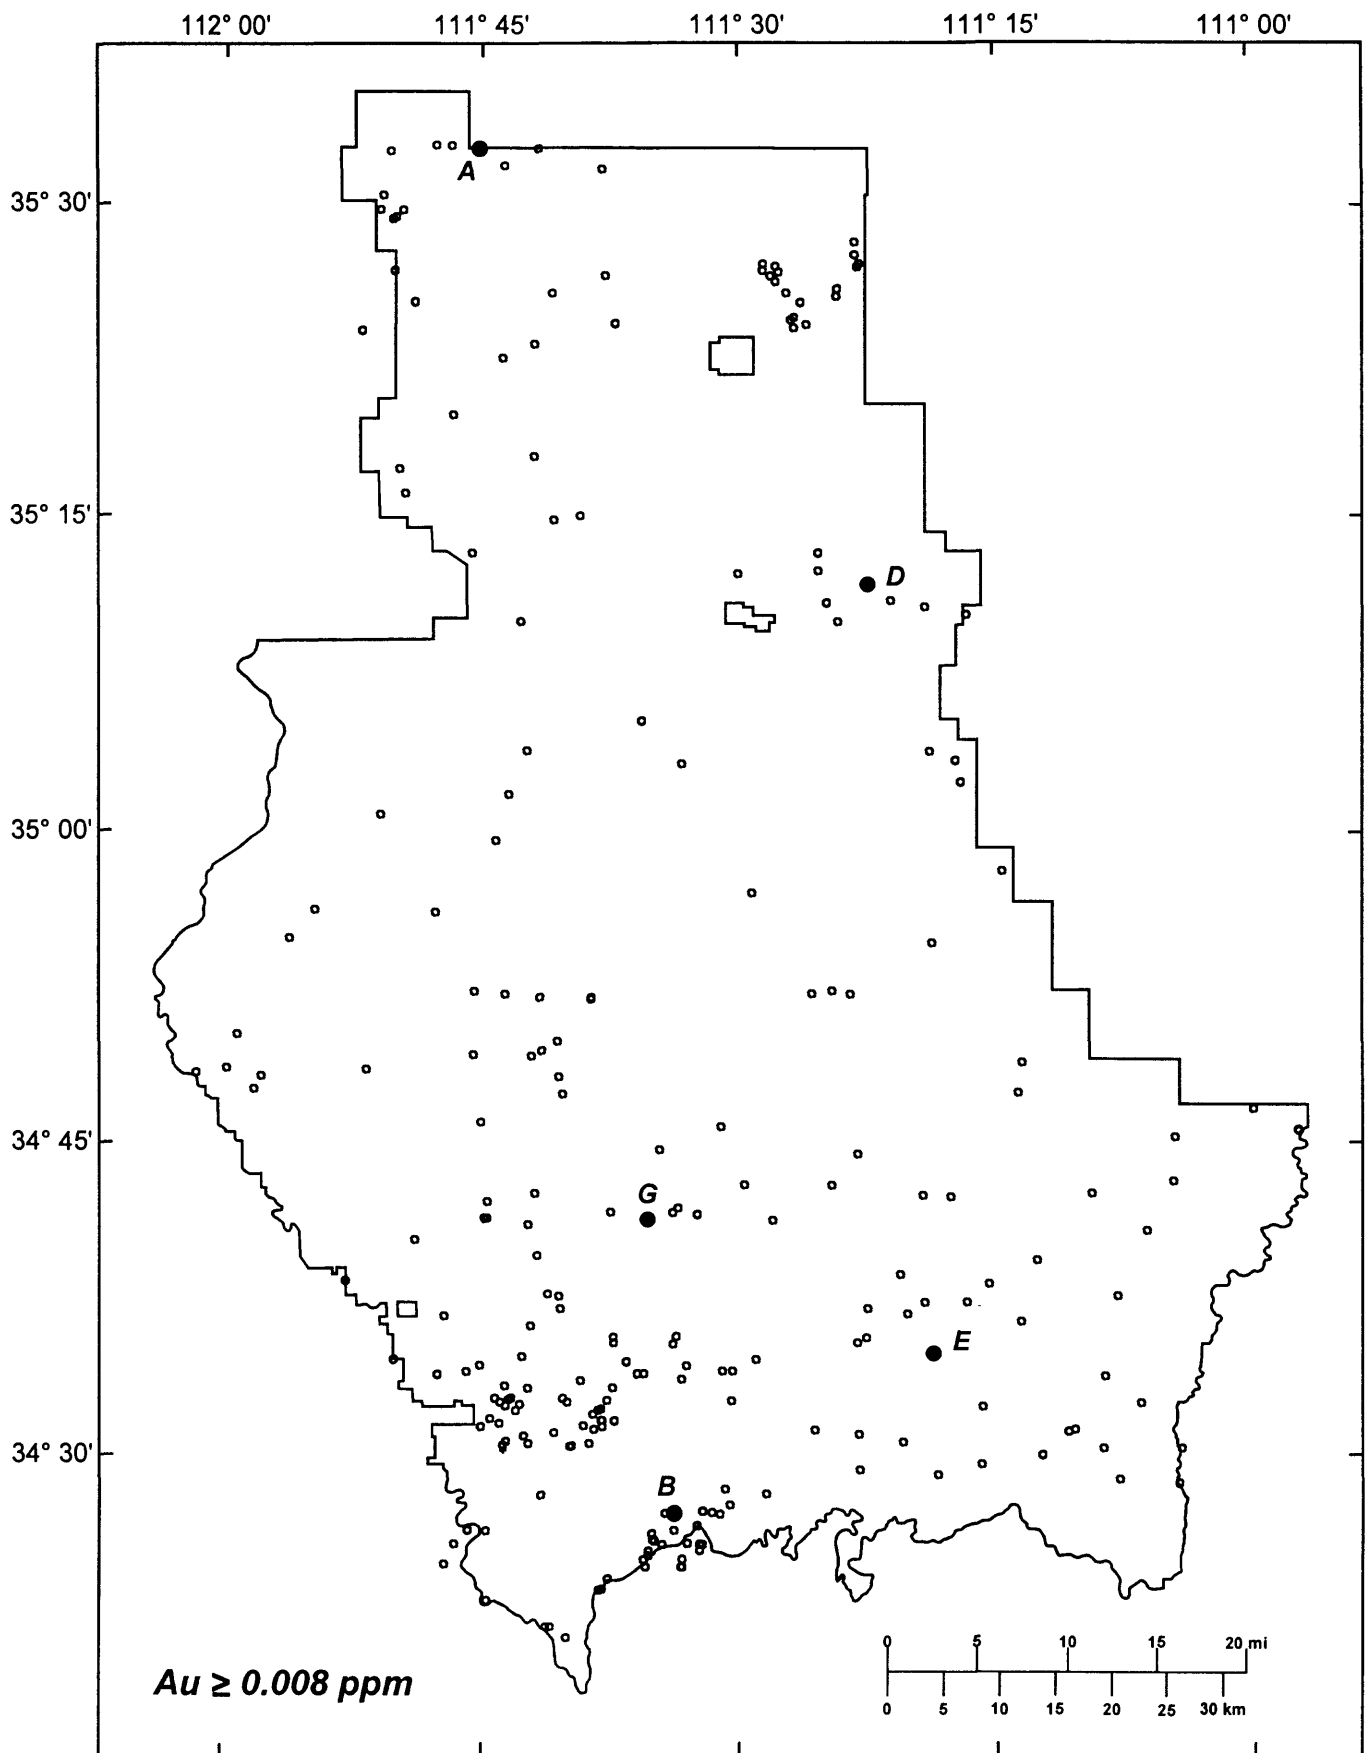 112° 00' 111° 45' 111° 30' 111° 15' 111° 00'
A
35° 30'
35° 15'
D
35° 00'
34° 45'
G
E
34° 30'
B
0 5 10 15 20 mi
Au ≥ 0.008 ppm
0 5 10 15 20 25 30 km